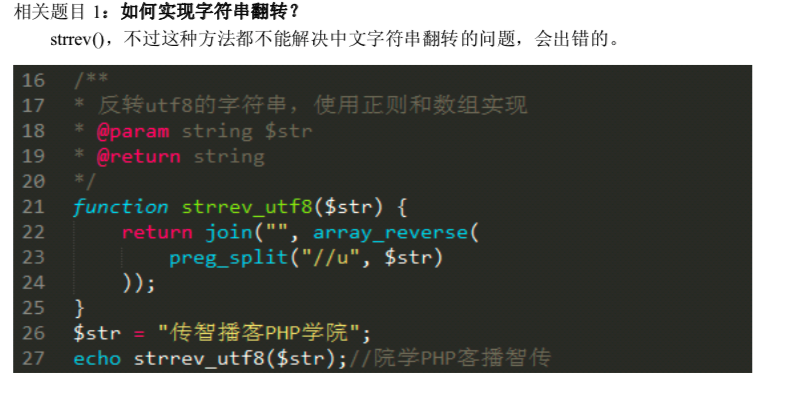 相关题目 1：如何实现字符串翻转？
strrev()，不过这种方法都不能解决中文字符串翻转的问题，会出错的。
16 /**
17 * 反转utf8的字符串，使用正则和数组实现
18 * @param string $str
19 * @return string
20 */
21 function strrev_utf8($str) {
22     return join("", array_reverse(
23         preg_split("//u", $str)
24     ));
25 }
26 $str = "传智播客PHP学院";
27 echo strrev_utf8($str);//院学PHP客播智传